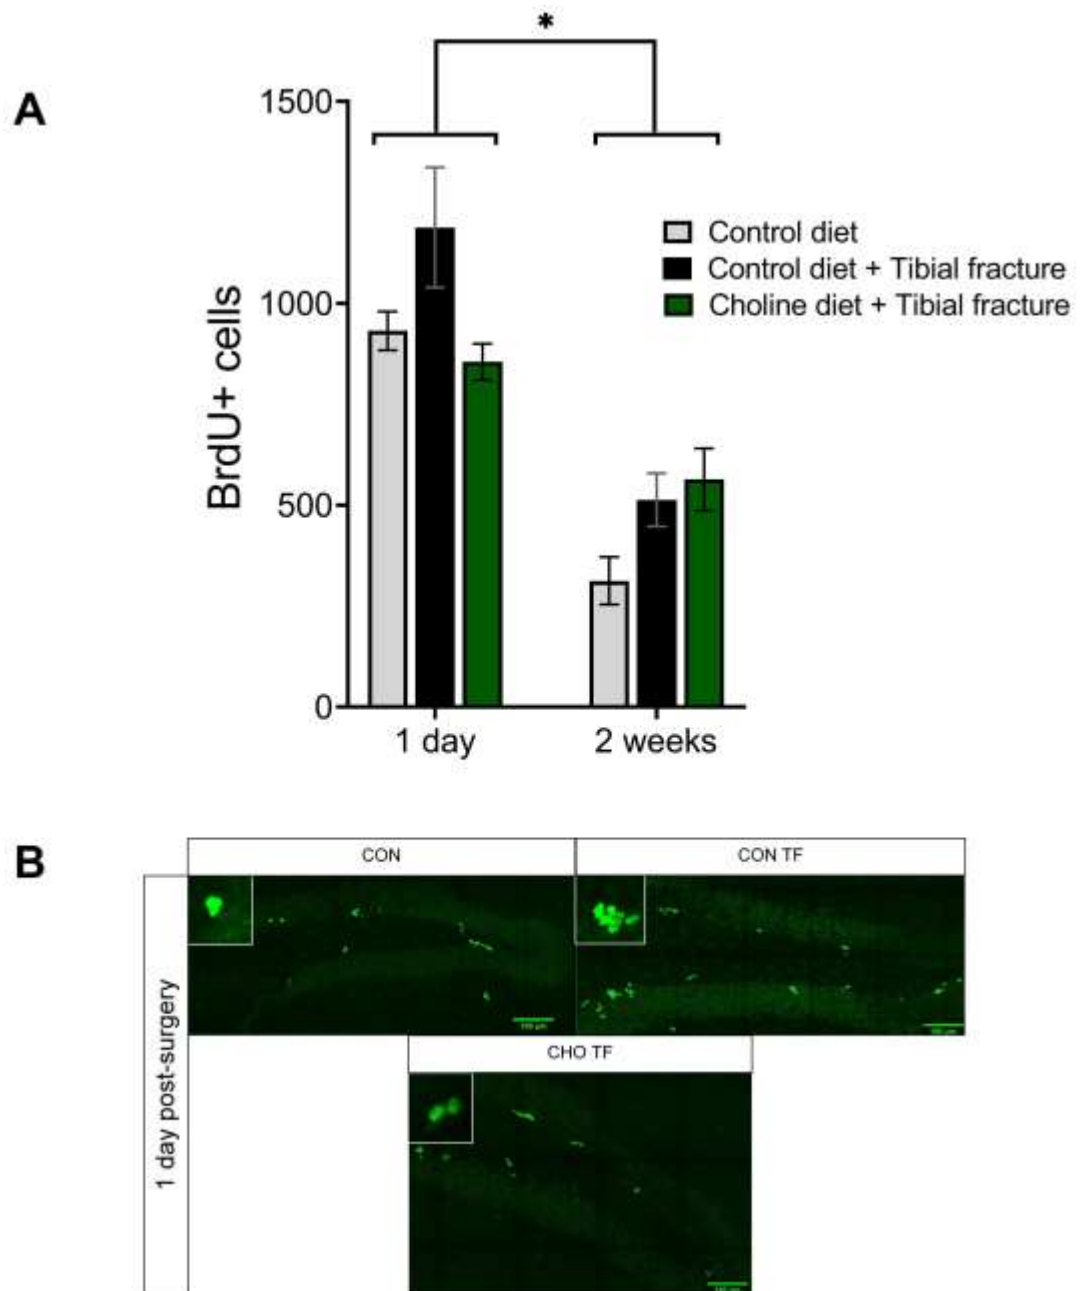 *
A
1500
1000
500
0
BrdU+ cells
Control diet
Control diet + Tibial fracture
Choline diet + Tibial fracture
1 day
2 weeks
B
CON
CON TF
1 day post-surgery
CHO TF